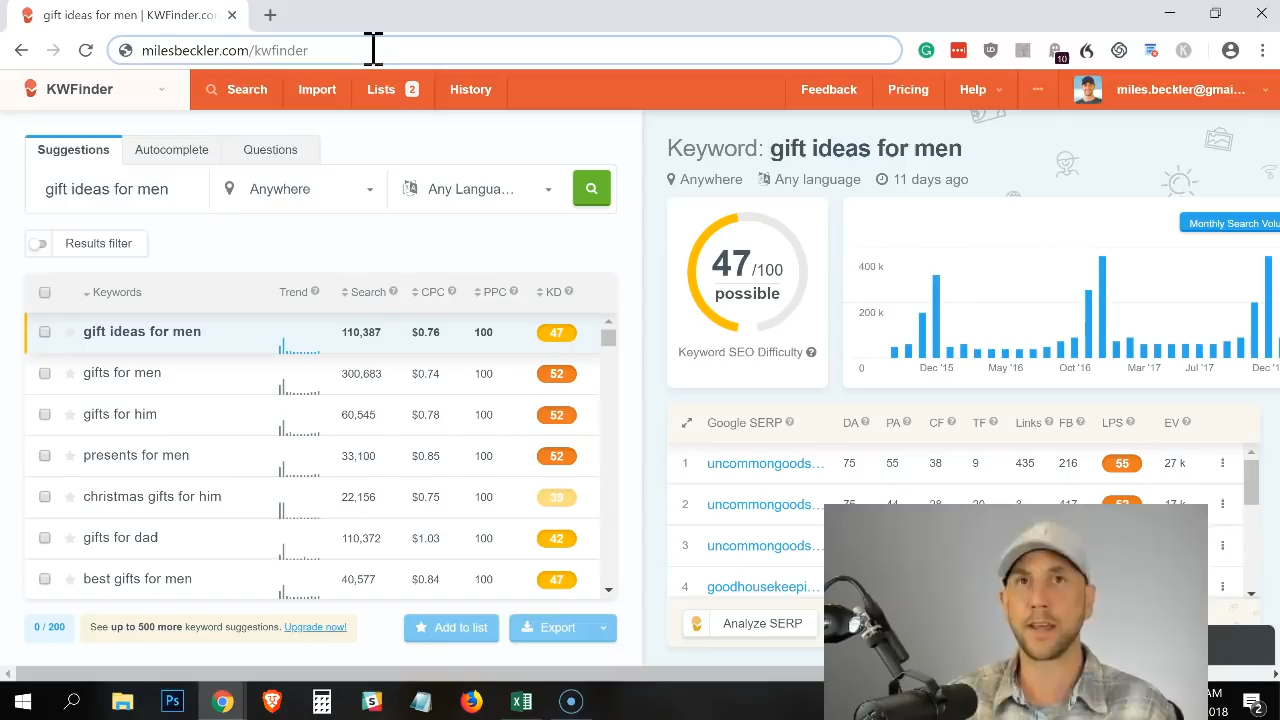 gift ideas for men | KWFinder.co
milesbeckler.com/kwfinder
10
KWFinder
Search
Import
Lists 2
History
Feedback
Pricing
Help
miles.beckler@gmai...
Suggestions
Autocomplete
Questions
gift ideas for men
Anywhere
Any Langua...
Results filter
Keywords Trend Search CPC PPC KD
gift ideas for men 110,387 $0.76 100 47
gifts for men 300,683 $0.74 100 52
gifts for him 60,545 $0.78 100 52
presents for men 33,100 $0.85 100 52
christmas gifts for him 22,156 $0.75 100 39
gifts for dad 110,372 $1.03 100 42
best gifts for men 40,577 $0.84 100 47
0 / 200
See up to 500 more keyword suggestions. Upgrade now!
Add to list
Export
Keyword: gift ideas for men
Anywhere Any language 11 days ago
47 /100
possible
Keyword SEO Difficulty
Monthly Search Volu
400 k
200 k
0
Dec '15 May '16 Oct '16 Mar '17 Jul '17 Dec '1
Google SERP DA PA CF TF Links FB LPS EV
1 uncommongoods... 75 55 38 9 435 216 55 27 k
2 uncommongoods...
3 uncommongoods...
4 goodhousekeepi...
Analyze SERP
AM
2018
2